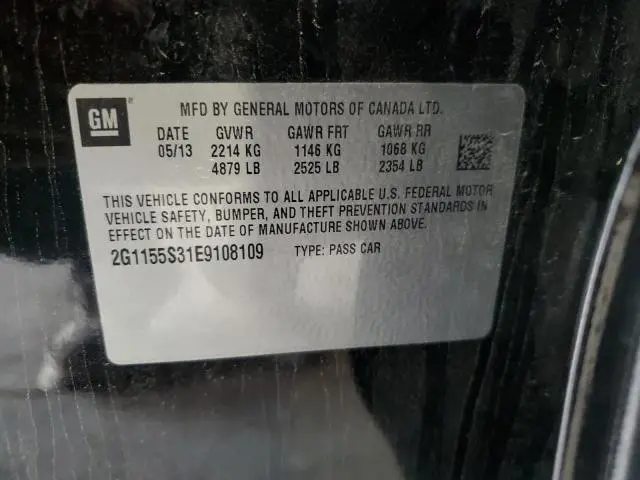 GM
MFD BY GENERAL MOTORS OF CANADA LTD.
DATE GVWR GAWR FRT GAWR RR
05/13 2214 KG 1146 KG 1068 KG
4879 LB 2525 LB 2354 LB
THIS VEHICLE CONFORMS TO ALL APPLICABLE U.S. FEDERAL MOTOR
VEHICLE SAFETY, BUMPER, AND THEFT PREVENTION STANDARDS IN
EFFECT ON THE DATE OF MANUFACTURE SHOWN ABOVE.
2G1155S31E9108109 TYPE: PASS CAR